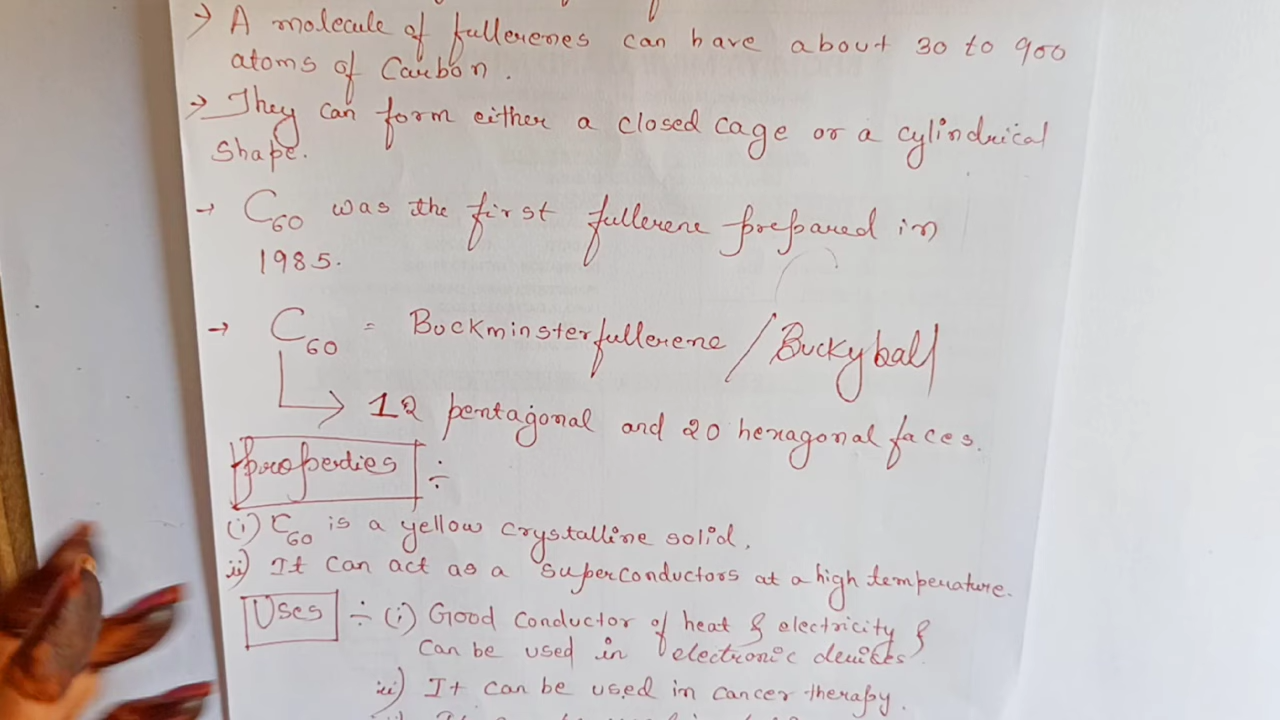 → A molecule of fullerenes can have about 30 to 900
atoms of Carbon.
→ They can form either a closed cage or a cylindrical
shape.
→ C60 was the first fullerene prepared in
1985.
→ C60 = Buckminsterfullerene / Buckyball
→ 12 pentagonal and 20 hexagonal faces.
Properties ÷
(i) C60 is a yellow crystalline solid.
ii) It can act as a superconductors at a high temperature.
Uses ÷ (i) Good conductor of heat & electricity &
can be used in electronic devices.
ii) It can be used in cancer therapy.